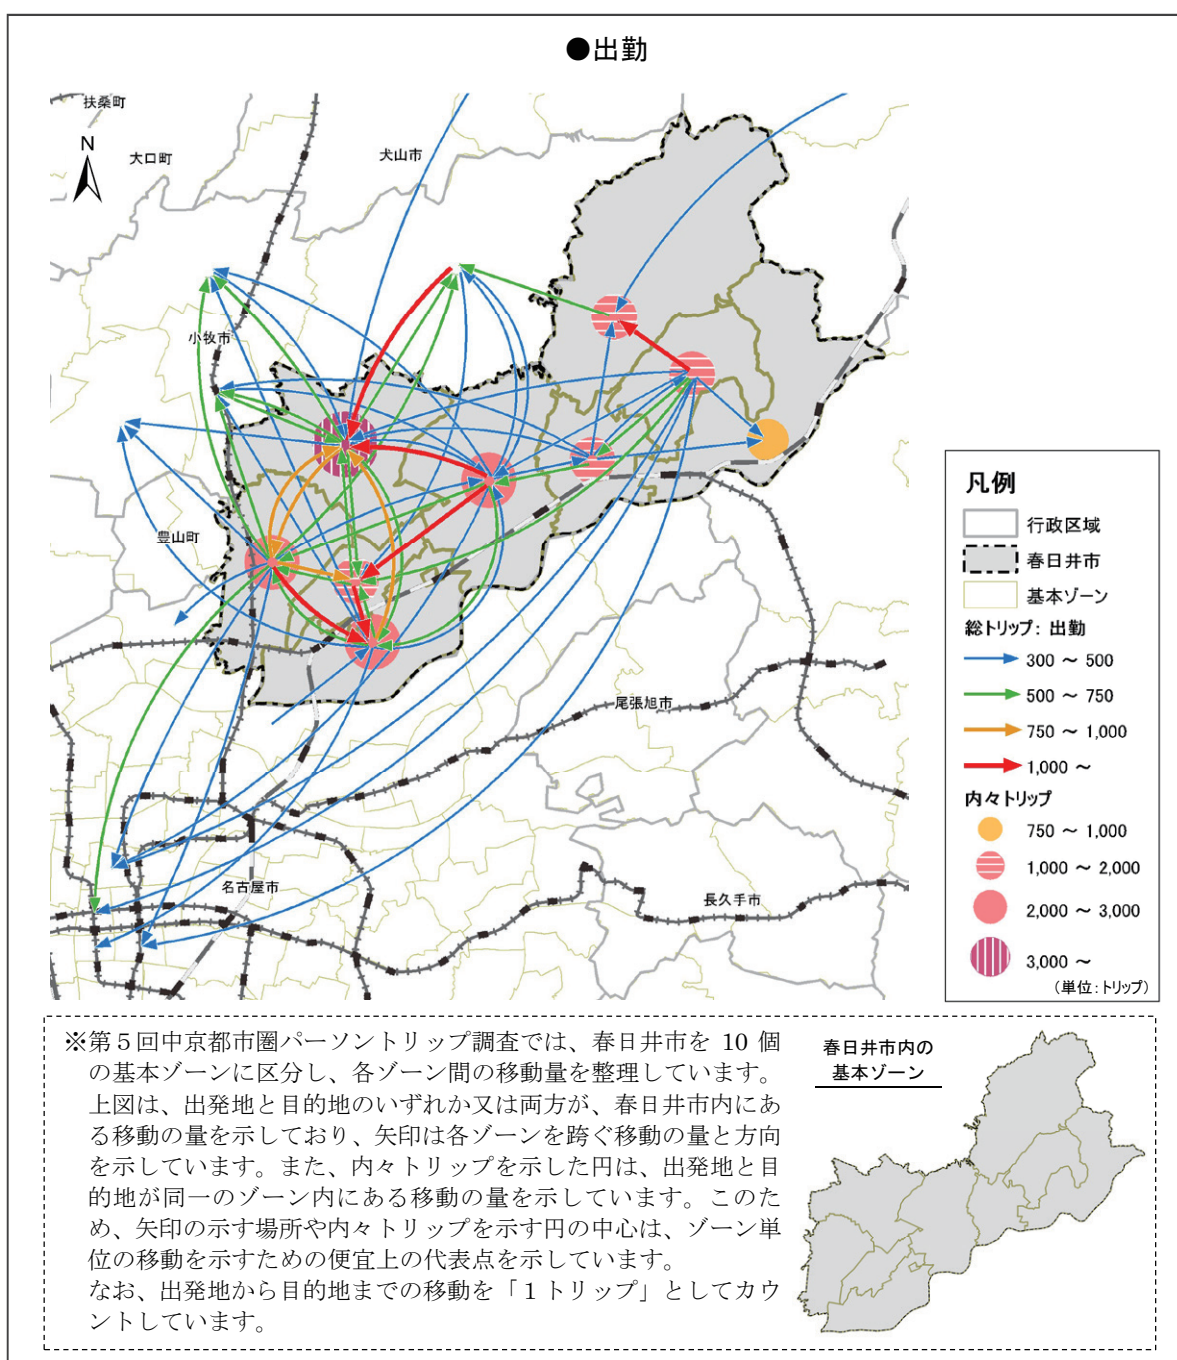 ●出勤
扶桑町
N
大口町
犬山市
小牧市
豊山町
尾張旭市
名古屋市
長久手市
凡例
行政区域
春日井市
基本ゾーン
総トリップ：出勤
300 ～ 500
500 ～ 750
750 ～ 1,000
1,000 ～
内々トリップ
750 ～ 1,000
1,000 ～ 2,000
2,000 ～ 3,000
3,000 ～
（単位：トリップ）
※第５回中京都市圏パーソントリップ調査では、春日井市を 10 個
の基本ゾーンに区分し、各ゾーン間の移動量を整理しています。
上図は、出発地と目的地のいずれか又は両方が、春日井市内にあ
る移動の量を示しており、矢印は各ゾーンを跨ぐ移動の量と方向
を示しています。また、内々トリップを示した円は、出発地と目
的地が同一のゾーン内にある移動の量を示しています。このた
め、矢印の示す場所や内々トリップを示す円の中心は、ゾーン単
位の移動を示すための便宜上の代表点を示しています。
なお、出発地から目的地までの移動を「１トリップ」としてカウ
ントしています。
春日井市内の
基本ゾーン